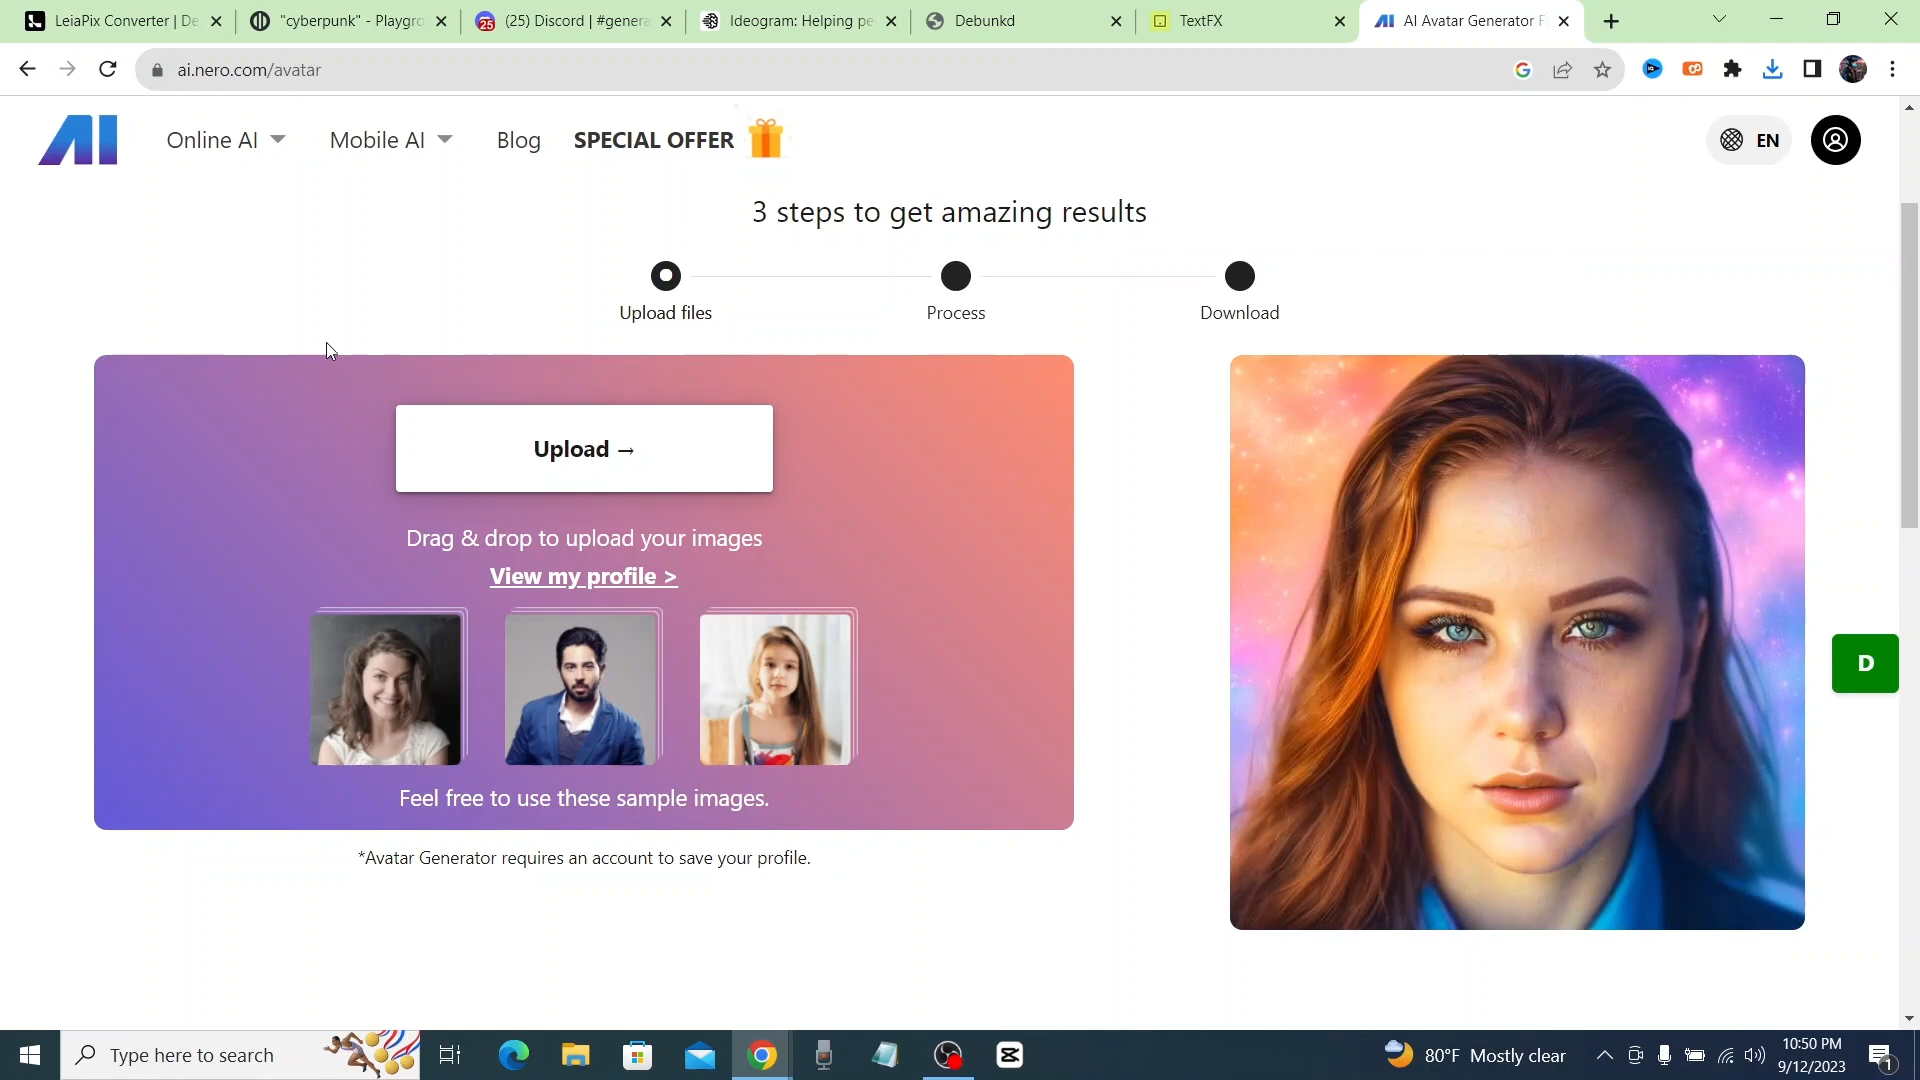 LeiaPix Converter | De
"cyberpunk" - Playgro
(25) Discord | #genera
Ideogram: Helping pe
Debunkd
TextFX
AI Avatar Generator F
25
ai.nero.com/avatar
AI
Online AI
Mobile AI
Blog
SPECIAL OFFER
EN
3 steps to get amazing results
Upload files
Process
Download
Upload →
Drag & drop to upload your images
View my profile >
Feel free to use these sample images.
*Avatar Generator requires an account to save your profile.
D
Type here to search
80°F Mostly clear
10:50 PM
9/12/2023
1